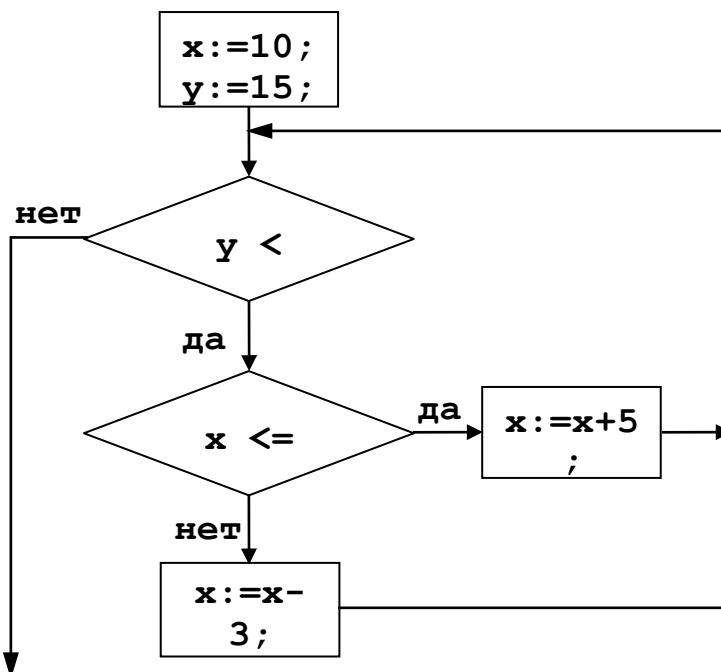 x:=10;
y:=15;
нет
y <
да
x <=
да
x:=x+5
;
нет
x:=x-
3;